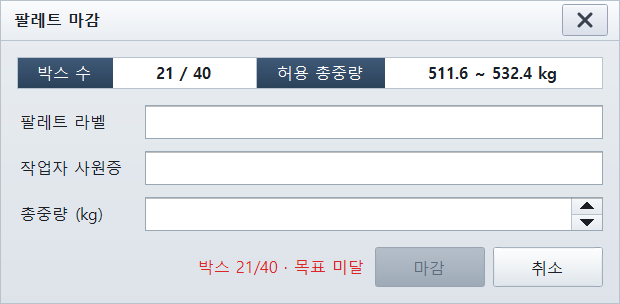 팔레트 마감
박스 수 21 / 40 허용 총중량 511.6 ~ 532.4 kg
팔레트 라벨
작업자 사원증
총중량 (kg)
박스 21/40 · 목표 미달 마감 취소